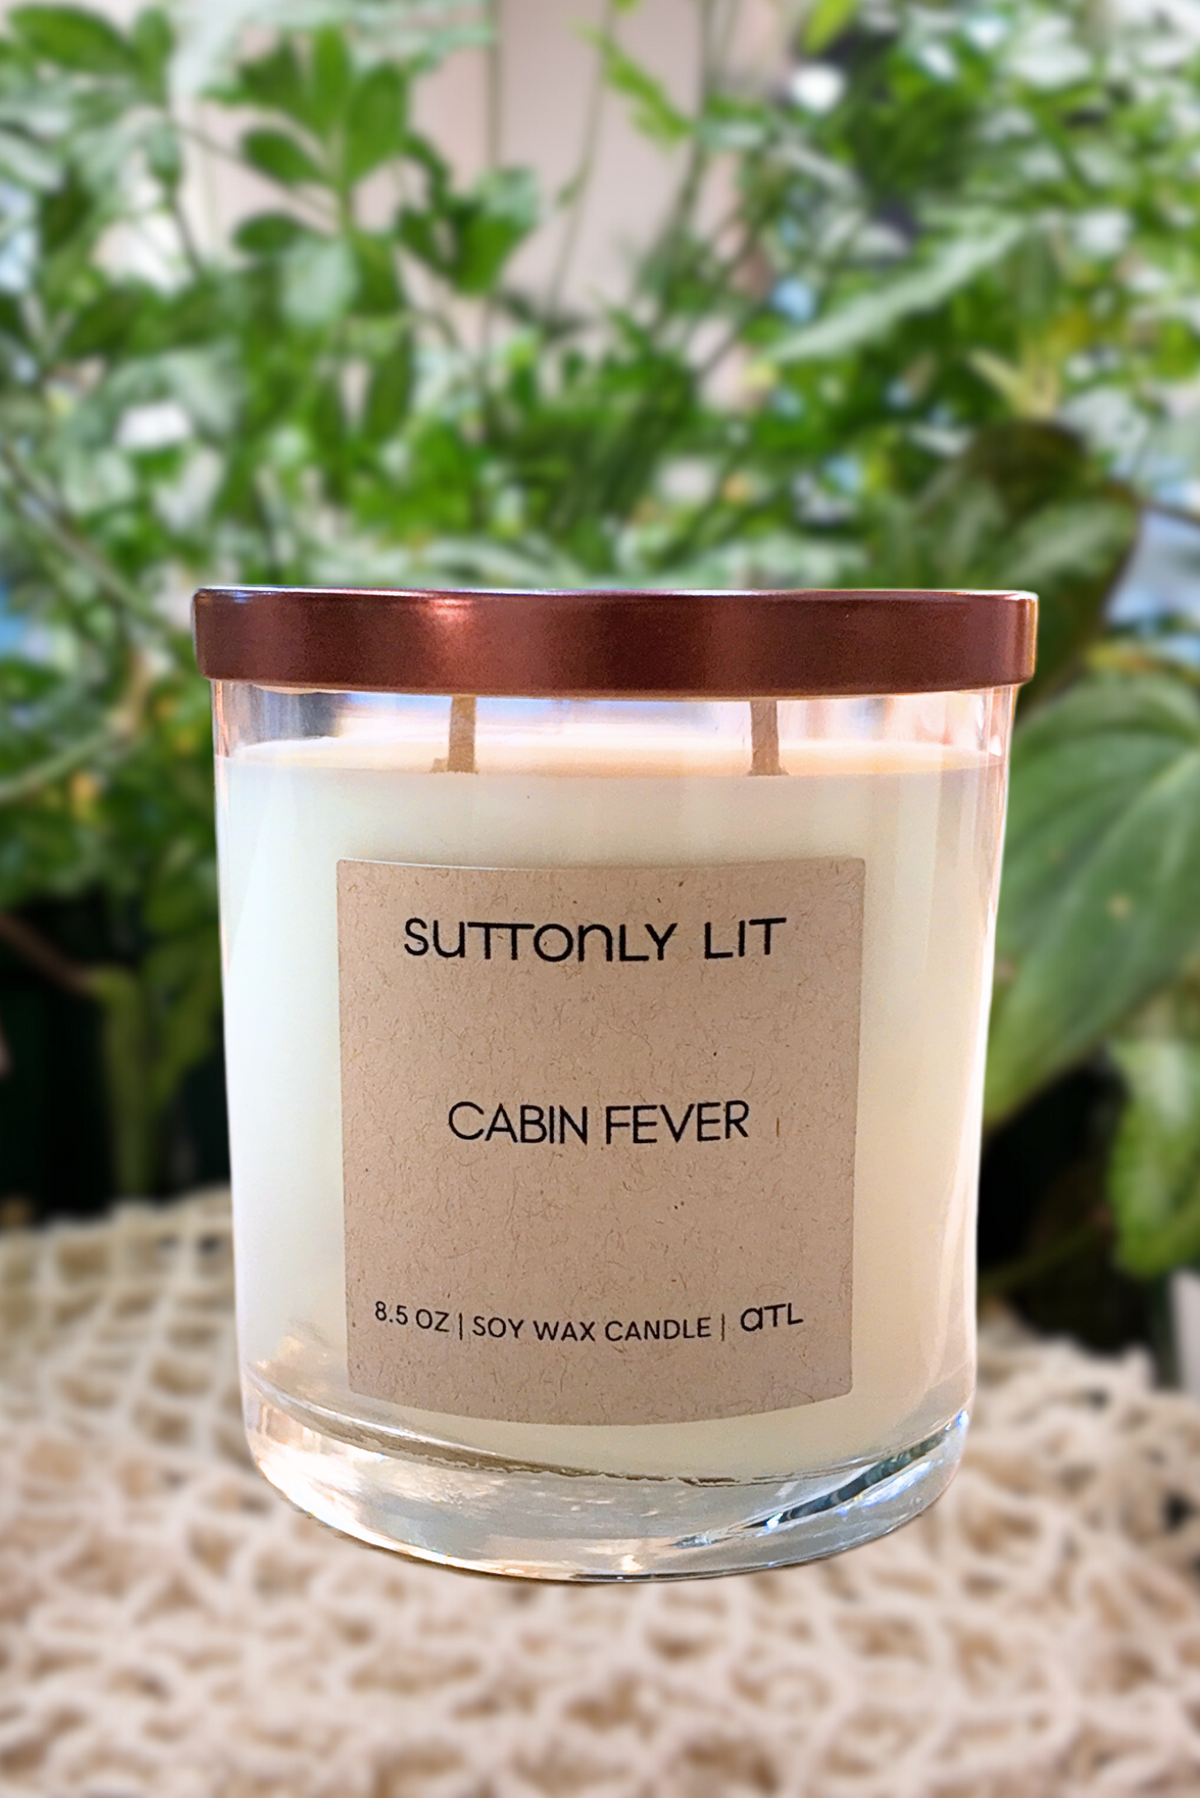 SUTTONLY LIT
CABIN FEVER
8.5 OZ | SOY WAX CANDLE | ATL